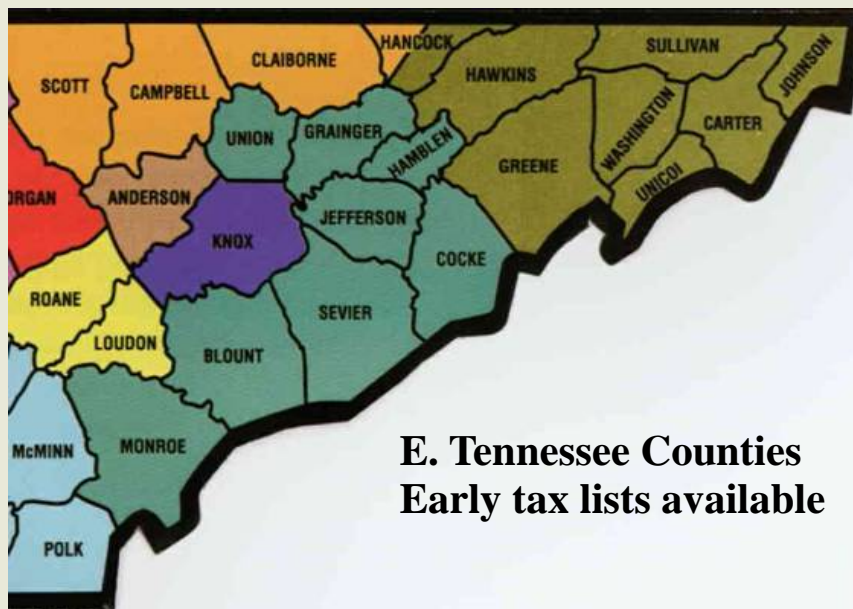 HANCOCK
SULLIVAN
JOHNSON
CLAIBORNE
HAWKINS
SCOTT
CAMPBELL
WASHINGTON
CARTER
UNION
GRAINGER
HAMBLEN
GREENE
UNICOI
ORGAN
ANDERSON
JEFFERSON
KNOX
COCKE
ROANE
SEVIER
LOUDON
BLOUNT
McMINN
MONROE
POLK
E. Tennessee Counties
Early tax lists available